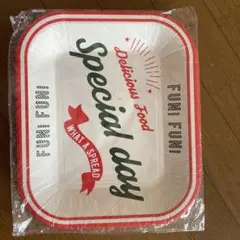 Delicious Food
Special day
WHAT A SPREAD
FUN! FUN!
FUN! FUN!